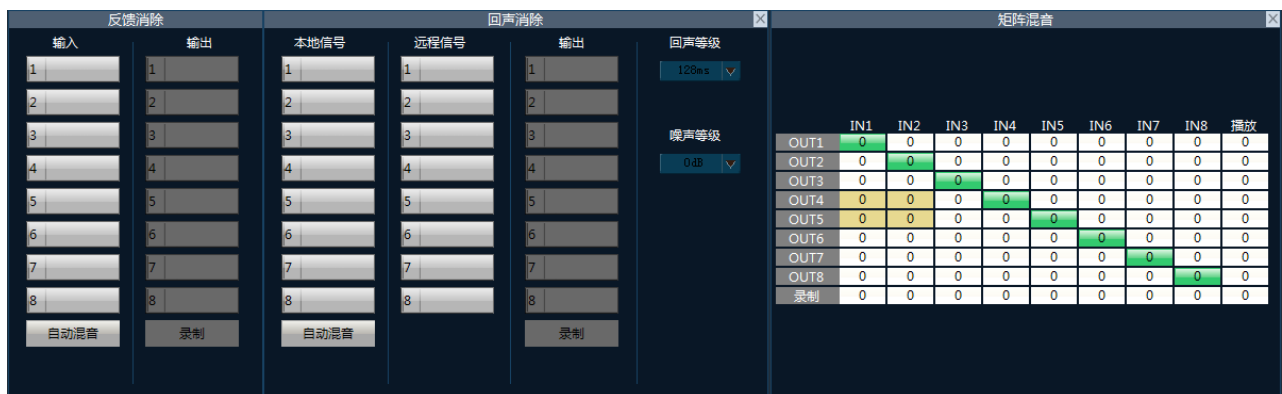 反馈消除 回声消除 矩阵混音
输入 输出 本地信号 远程信号 输出 回声等级
1 1 1 1 1 128ms
2 2 2 2 2
3 3 3 3 3 噪声等级
4 4 4 4 4 0dB
5 5 5 5 5
6 6 6 6 6
7 7 7 7 7
8 8 8 8 8
自动混音 录制 自动混音 录制
IN1 IN2 IN3 IN4 IN5 IN6 IN7 IN8 播放
OUT1 0 0 0 0 0 0 0 0 0
OUT2 0 0 0 0 0 0 0 0 0
OUT3 0 0 0 0 0 0 0 0 0
OUT4 0 0 0 0 0 0 0 0 0
OUT5 0 0 0 0 0 0 0 0 0
OUT6 0 0 0 0 0 0 0 0 0
OUT7 0 0 0 0 0 0 0 0 0
OUT8 0 0 0 0 0 0 0 0 0
录制 0 0 0 0 0 0 0 0 0